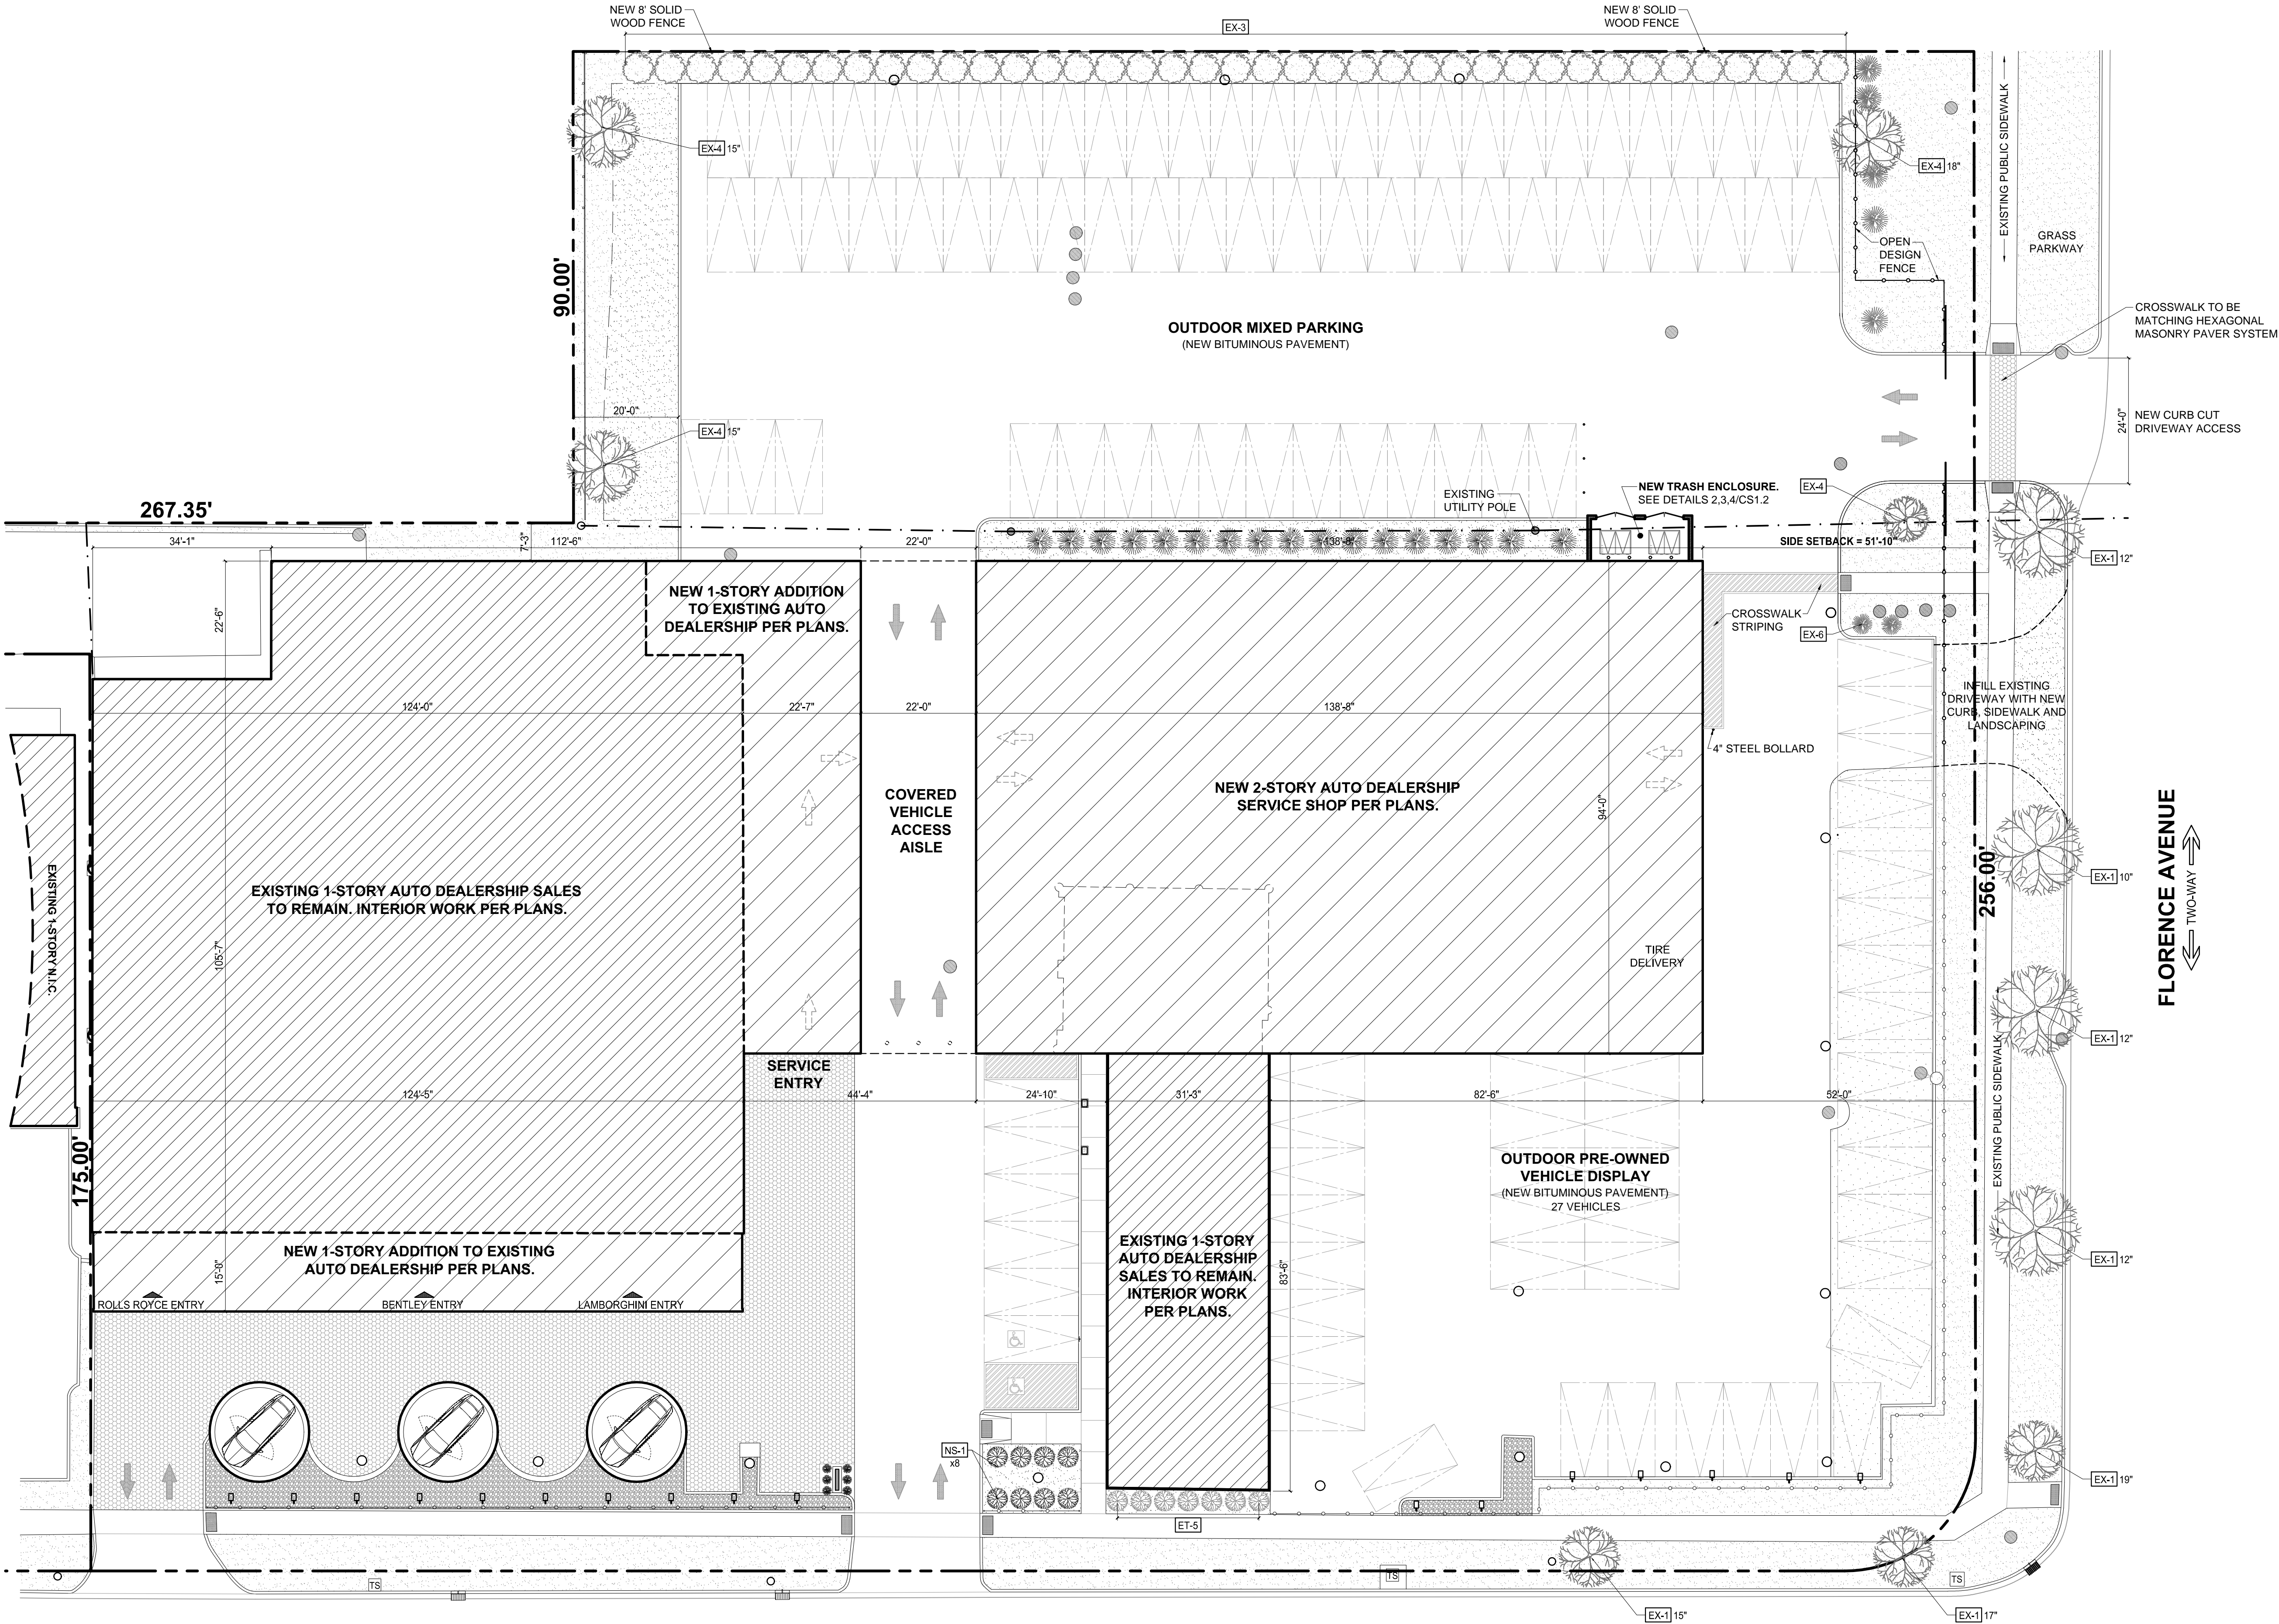 NEW 8' SOLID
WOOD FENCE
EX-3
NEW 8' SOLID
WOOD FENCE
EX-4 15"
EX-4 18"
EXISTING PUBLIC SIDEWALK
GRASS
PARKWAY
OPEN
DESIGN
FENCE
90.00'
OUTDOOR MIXED PARKING
(NEW BITUMINOUS PAVEMENT)
CROSSWALK TO BE
MATCHING HEXAGONAL
MASONRY PAVER SYSTEM
24'-0"
NEW CURB CUT
DRIVEWAY ACCESS
20'-0"
EX-4 15"
EXISTING
UTILITY POLE
NEW TRASH ENCLOSURE.
SEE DETAILS 2,3,4/CS1.2
EX-4
267.35'
34'-1"
112'-6"
7'-3"
22'-0"
138'-8"
SIDE SETBACK = 51'-10"
EX-1 12"
22'-6"
NEW 1-STORY ADDITION
TO EXISTING AUTO
DEALERSHIP PER PLANS.
CROSSWALK
STRIPING
EX-6
124'-0"
22'-7"
22'-0"
138'-8"
INFILL EXISTING
DRIVEWAY WITH NEW
CURB, SIDEWALK AND
LANDSCAPING
4" STEEL BOLLARD
COVERED
VEHICLE
ACCESS
AISLE
NEW 2-STORY AUTO DEALERSHIP
SERVICE SHOP PER PLANS.
94'-0"
256.00'
FLORENCE AVENUE
TWO-WAY
EX-1 10"
EXISTING 1-STORY N.I.C.
EXISTING 1-STORY AUTO DEALERSHIP SALES
TO REMAIN. INTERIOR WORK PER PLANS.
105'-7"
TIRE
DELIVERY
EX-1 12"
SERVICE
ENTRY
124'-5"
44'-4"
24'-10"
31'-3"
82'-6"
52'-0"
EXISTING PUBLIC SIDEWALK
175.00'
OUTDOOR PRE-OWNED
VEHICLE DISPLAY
(NEW BITUMINOUS PAVEMENT)
27 VEHICLES
EXISTING 1-STORY
AUTO DEALERSHIP
SALES TO REMAIN.
INTERIOR WORK
PER PLANS.
83'-6"
EX-1 12"
NEW 1-STORY ADDITION TO EXISTING
AUTO DEALERSHIP PER PLANS.
15'-0"
ROLLS ROYCE ENTRY
BENTLEY ENTRY
LAMBORGHINI ENTRY
NS-1
x8
EX-1 19"
ET-5
TS
TS
TS
EX-1 15"
EX-1 17"